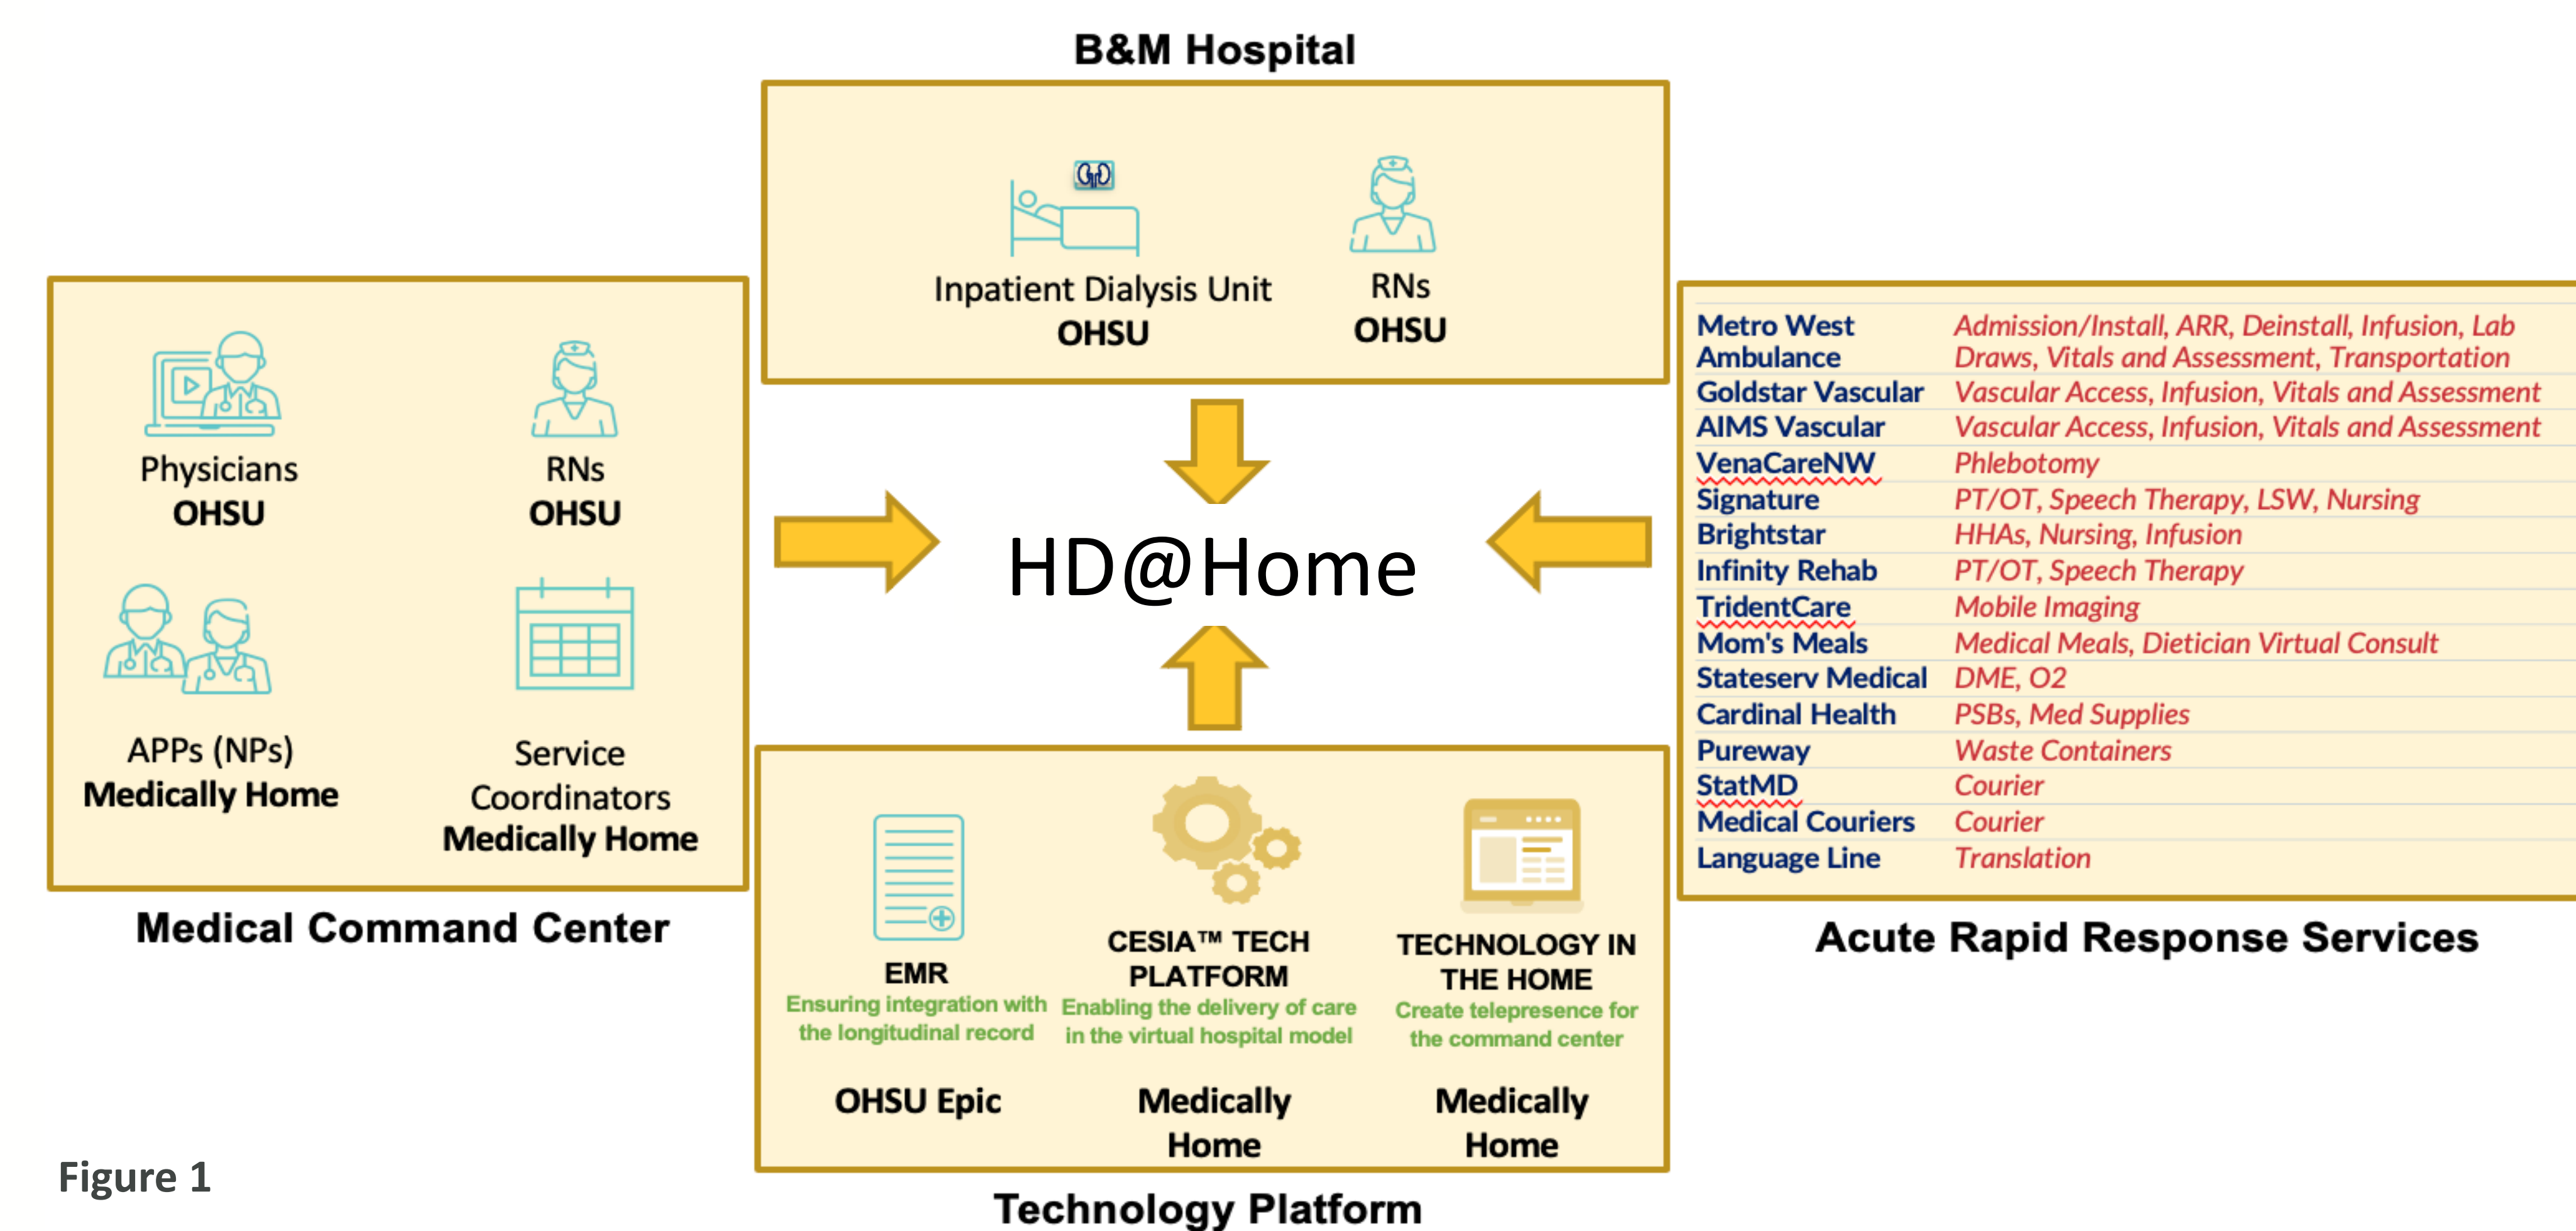 B&M Hospital
Inpatient Dialysis Unit
OHSU
RNs
OHSU
Physicians
OHSU
RNs
OHSU
APPs (NPs)
Medically Home
Service
Coordinators
Medically Home
Medical Command Center
HD@Home
Metro West Admission/Install, ARR, Deinstall, Infusion, Lab
Ambulance Draws, Vitals and Assessment, Transportation
Goldstar Vascular Vascular Access, Infusion, Vitals and Assessment
AIMS Vascular Vascular Access, Infusion, Vitals and Assessment
VenaCareNW Phlebotomy
Signature PT/OT, Speech Therapy, LSW, Nursing
Brightstar HHAs, Nursing, Infusion
Infinity Rehab PT/OT, Speech Therapy
TridentCare Mobile Imaging
Mom's Meals Medical Meals, Dietician Virtual Consult
Stateserv Medical DME, O2
Cardinal Health PSBs, Med Supplies
Pureway Waste Containers
StatMD Courier
Medical Couriers Courier
Language Line Translation
Acute Rapid Response Services
EMR
Ensuring integration with
the longitudinal record
OHSU Epic
CESIA™ TECH
PLATFORM
Enabling the delivery of care
in the virtual hospital model
Medically
Home
TECHNOLOGY IN
THE HOME
Create telepresence for
the command center
Medically
Home
Technology Platform
Figure 1